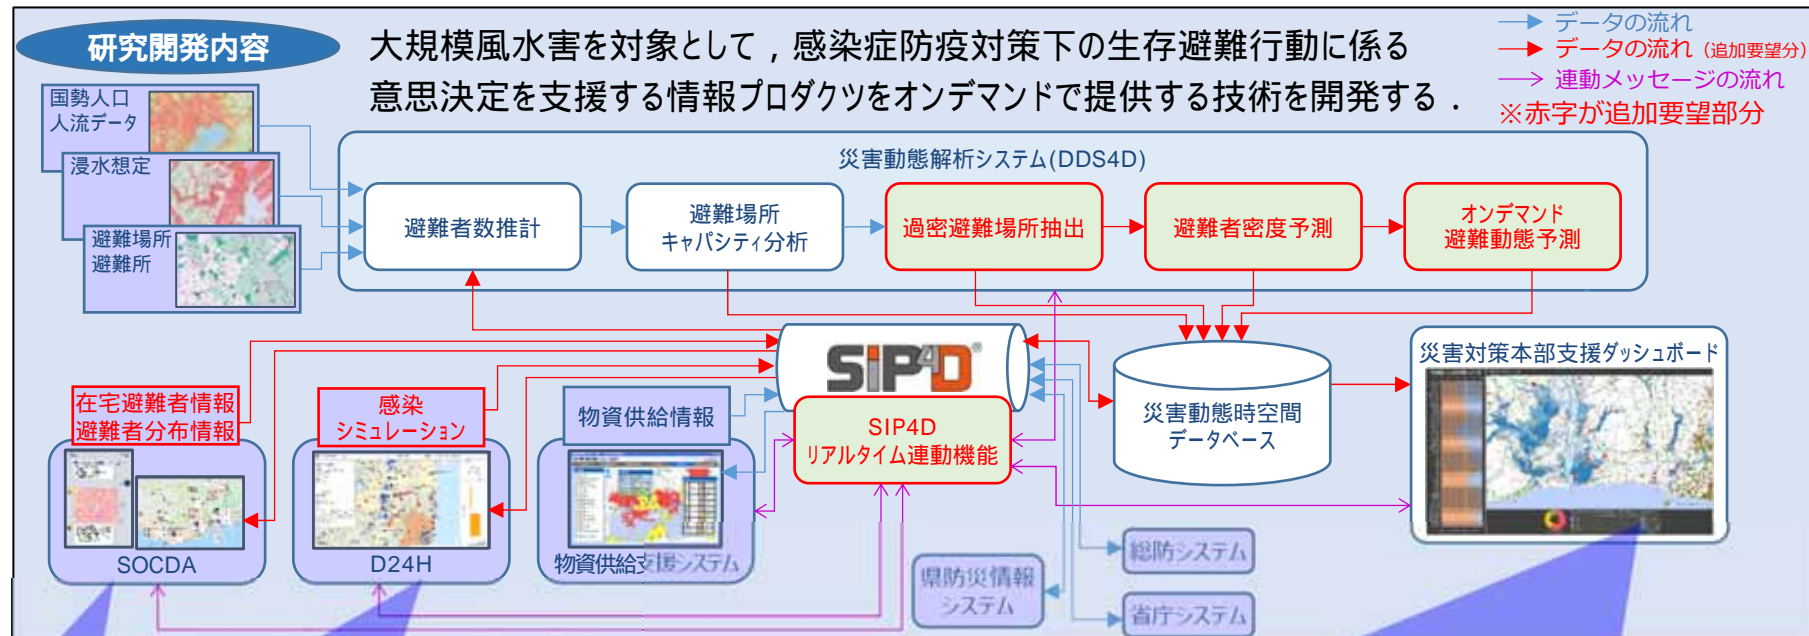 研究開発内容
大規模風水害を対象として，感染症防疫対策下の生存避難行動に係る
意思決定を支援する情報プロダクツをオンデマンドで提供する技術を開発する．
データの流れ
データの流れ（追加要望分）
連動メッセージの流れ
※赤字が追加要望部分
国勢人口
人流データ
浸水想定
避難場所
避難所
災害動態解析システム(DDS4D)
避難者数推計
避難場所
キャパシティ分析
過密避難場所抽出
避難者密度予測
オンデマンド
避難動態予測
SIP4D®
SIP4D
リアルタイム連動機能
災害動態時空間
データベース
災害対策本部支援ダッシュボード
在宅避難者情報
避難者分布情報
SOCDA
感染
シミュレーション
D24H
物資供給情報
物資供給支援システム
県防災情報
システム
総防システム
省庁システム